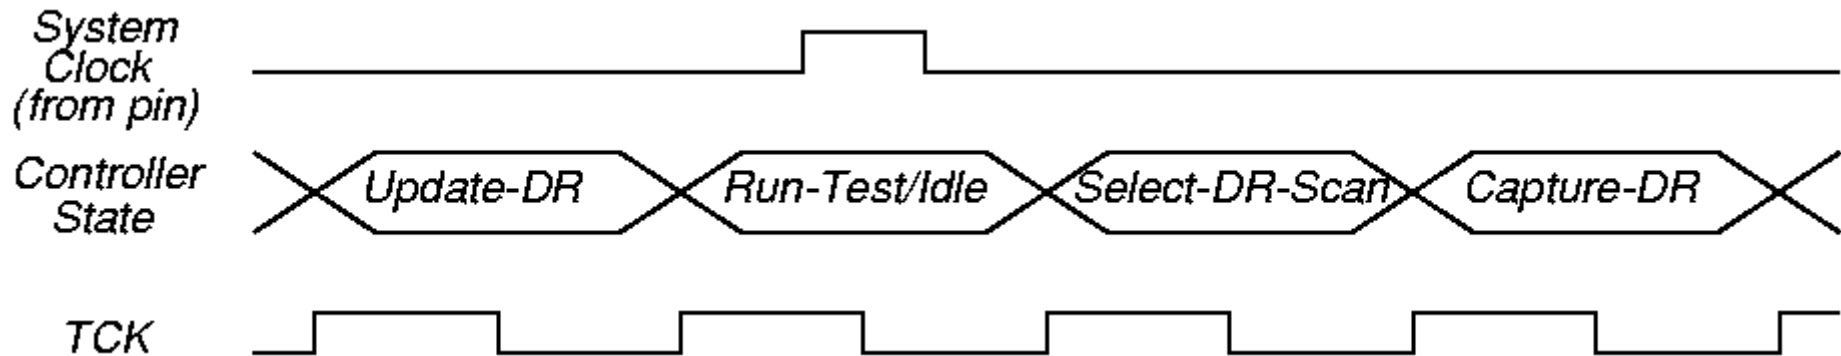 System
Clock
(from pin)
Controller
State
Update-DR
Run-Test/Idle
Select-DR-Scan
Capture-DR
TCK